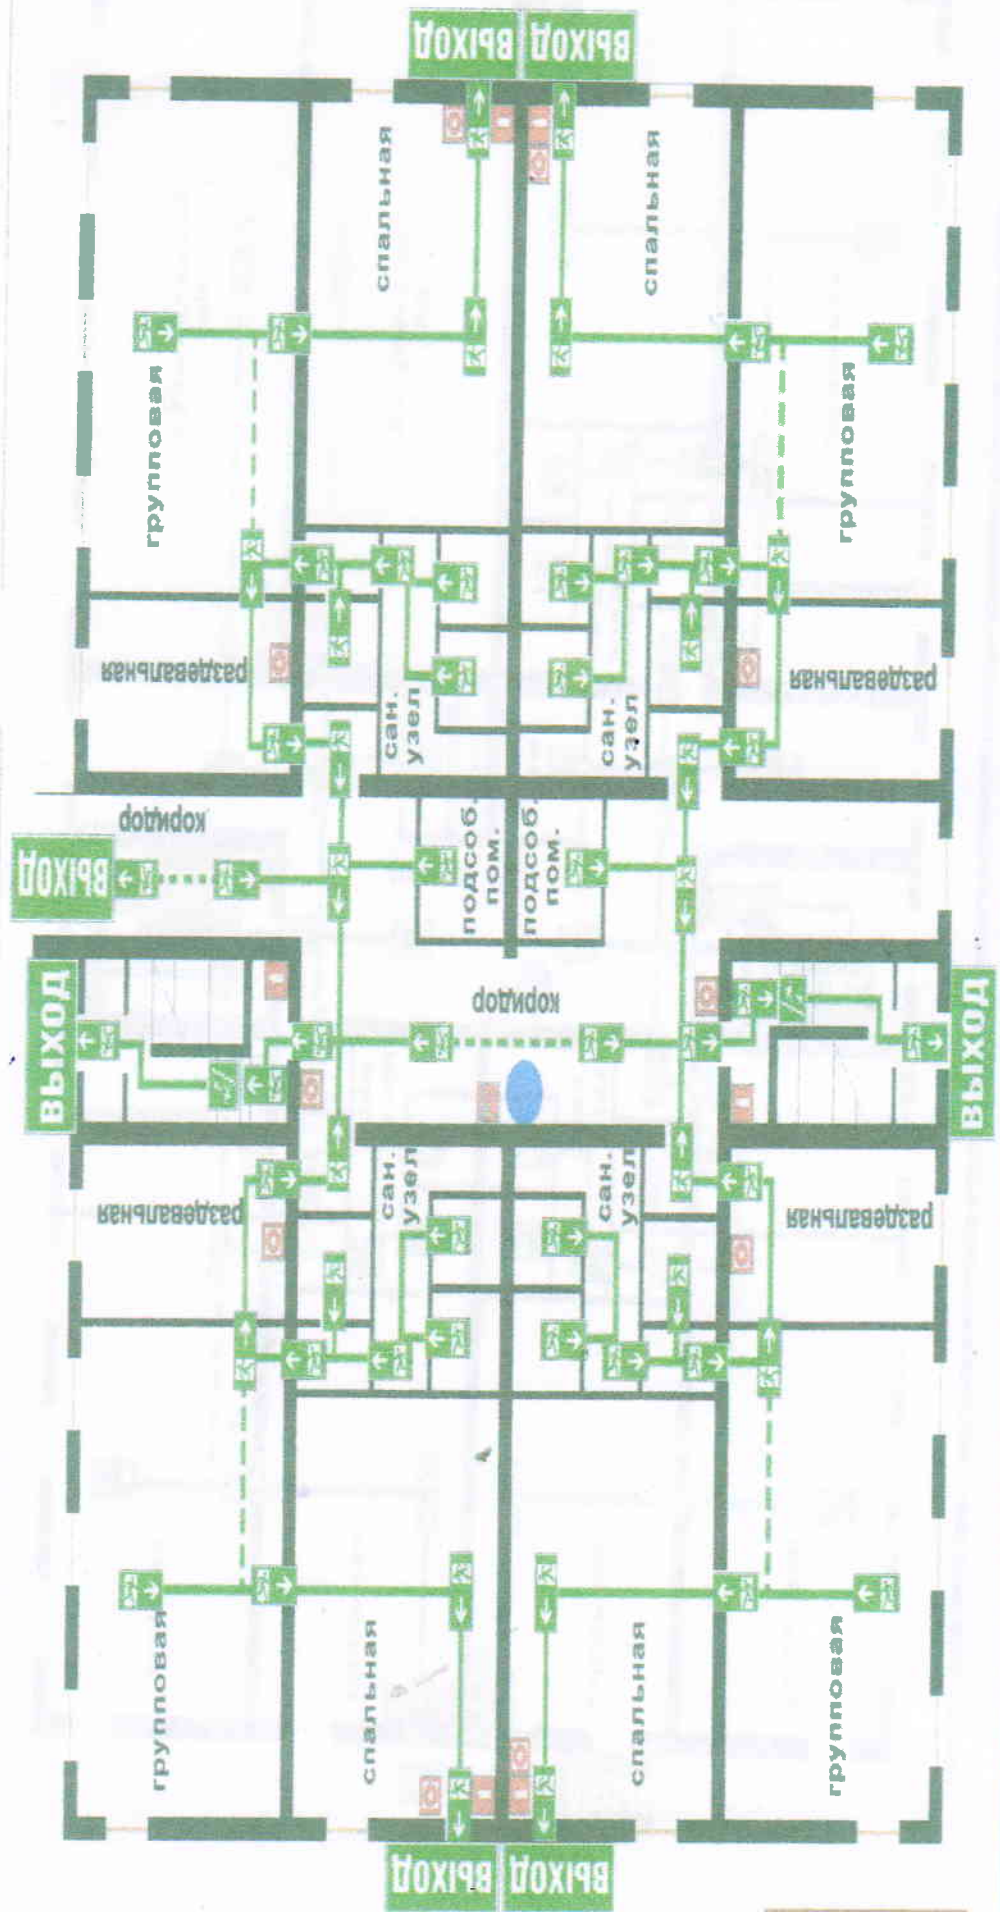 ВЫХОД
ВЫХОД
спальная
спальная
групповая
групповая
раздевальная
раздевальная
сан.
узел
сан.
узел
коридор
ВЫХОД
подсоб.
пом.
подсоб.
пом.
ВЫХОД
коридор
ВЫХОД
раздевальная
сан.
узел
сан.
узел
раздевальная
групповая
спальная
спальная
групповая
ВЫХОД
ВЫХОД